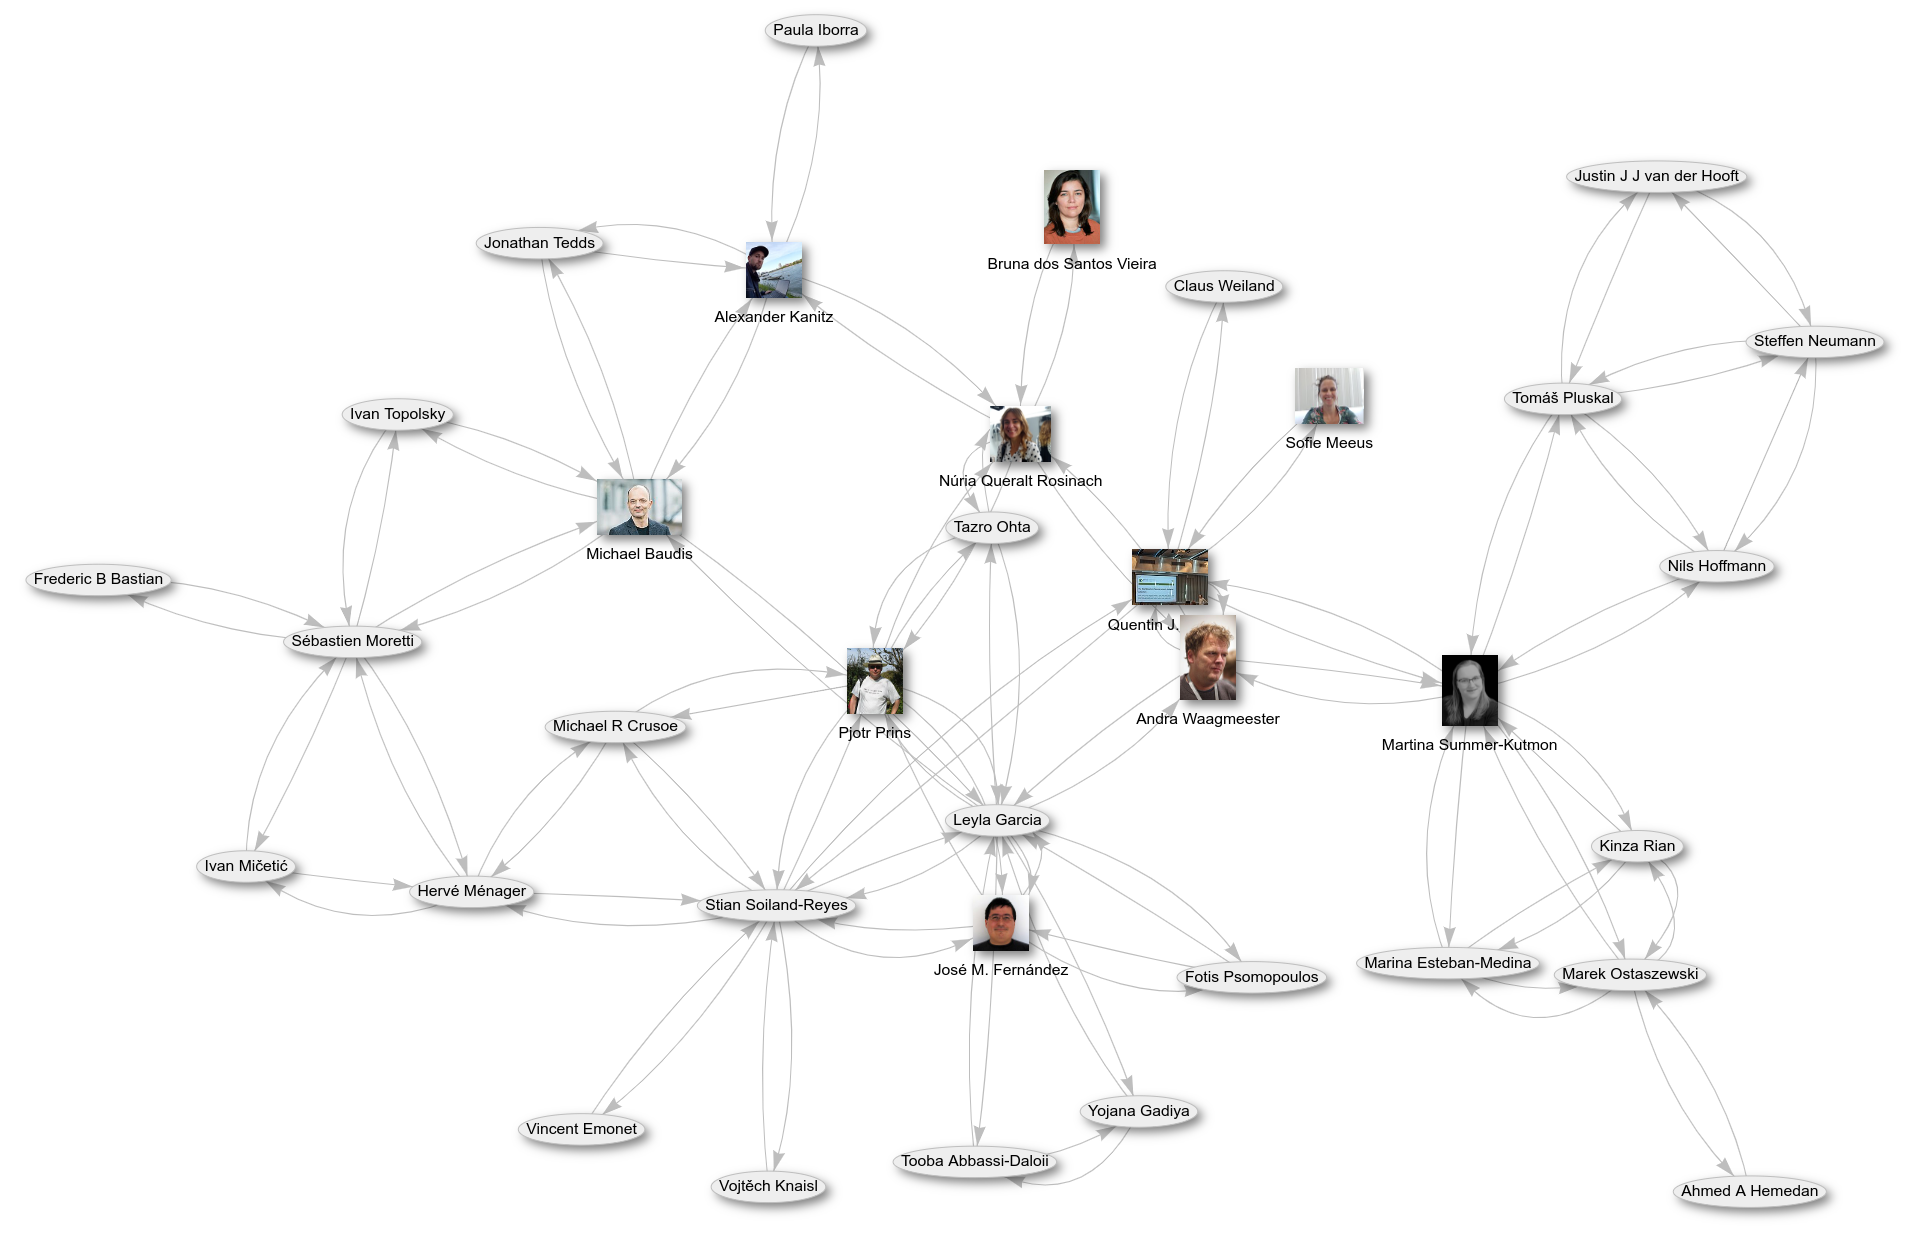 Paula Iborra
Justin J J van der Hooft
Jonathan Tedds
Bruna dos Santos Vieira
Claus Weiland
Alexander Kanitz
Steffen Neumann
Tomáš Pluskal
Ivan Topolsky
Sofie Meeus
Núria Queralt Rosinach
Tazro Ohta
Michael Baudis
Nils Hoffmann
Frederic B Bastian
Quentin J.
Sébastien Moretti
Andra Waagmeester
Michael R Crusoe
Pjotr Prins
Martina Summer-Kutmon
Leyla Garcia
Kinza Rian
Ivan Mičetić
Hervé Ménager
Stian Soiland-Reyes
Marina Esteban-Medina
José M. Fernández
Marek Ostaszewski
Fotis Psomopoulos
Yojana Gadiya
Vincent Emonet
Tooba Abbassi-Daloii
Vojtěch Knaisl
Ahmed A Hemedan